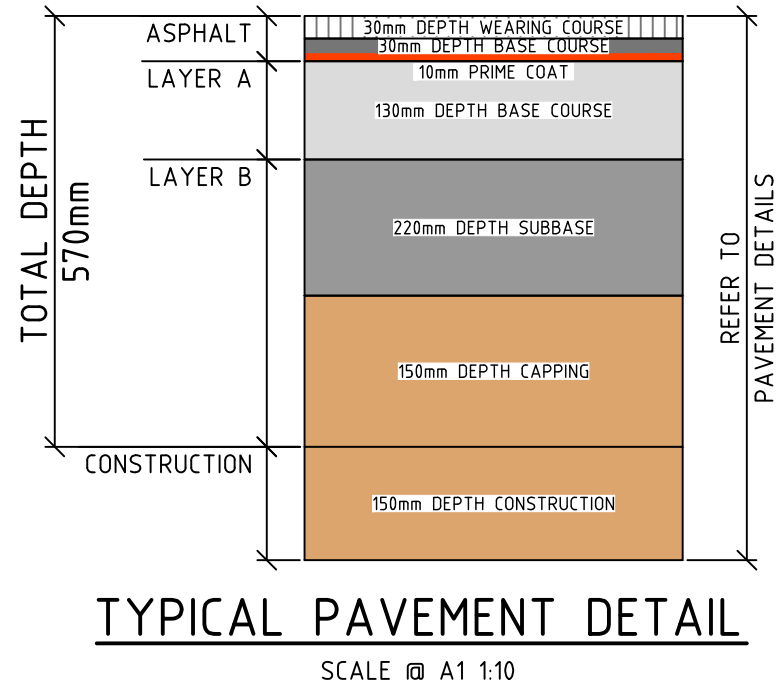 ASPHALT
30mm DEPTH WEARING COURSE
30mm DEPTH BASE COURSE
LAYER A
10mm PRIME COAT
130mm DEPTH BASE COURSE
LAYER B
220mm DEPTH SUBBASE
TOTAL DEPTH
570mm
REFER TO
PAVEMENT DETAILS
150mm DEPTH CAPPING
CONSTRUCTION
150mm DEPTH CONSTRUCTION
TYPICAL PAVEMENT DETAIL
SCALE @ A1 1:10